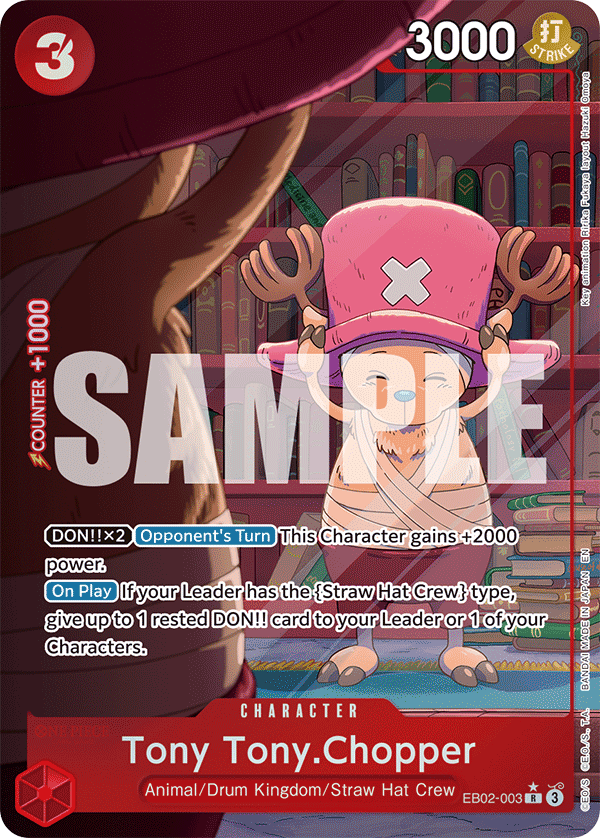 3
3000
打
STRIKE
Key animation Ririka Fukaya layout Hazuki Omoya
COUNTER +1000
SAMPLE
DON!!×2 Opponent's Turn This Character gains +2000
power.
On Play If your Leader has the {Straw Hat Crew} type,
give up to 1 rested DON!! card to your Leader or 1 of your
Characters.
©EO/S ©E.O./S., T.A. BANDAI MADE IN JAPAN EN
CHARACTER
Tony Tony.Chopper
Animal/Drum Kingdom/Straw Hat Crew
EB02-003 R 3